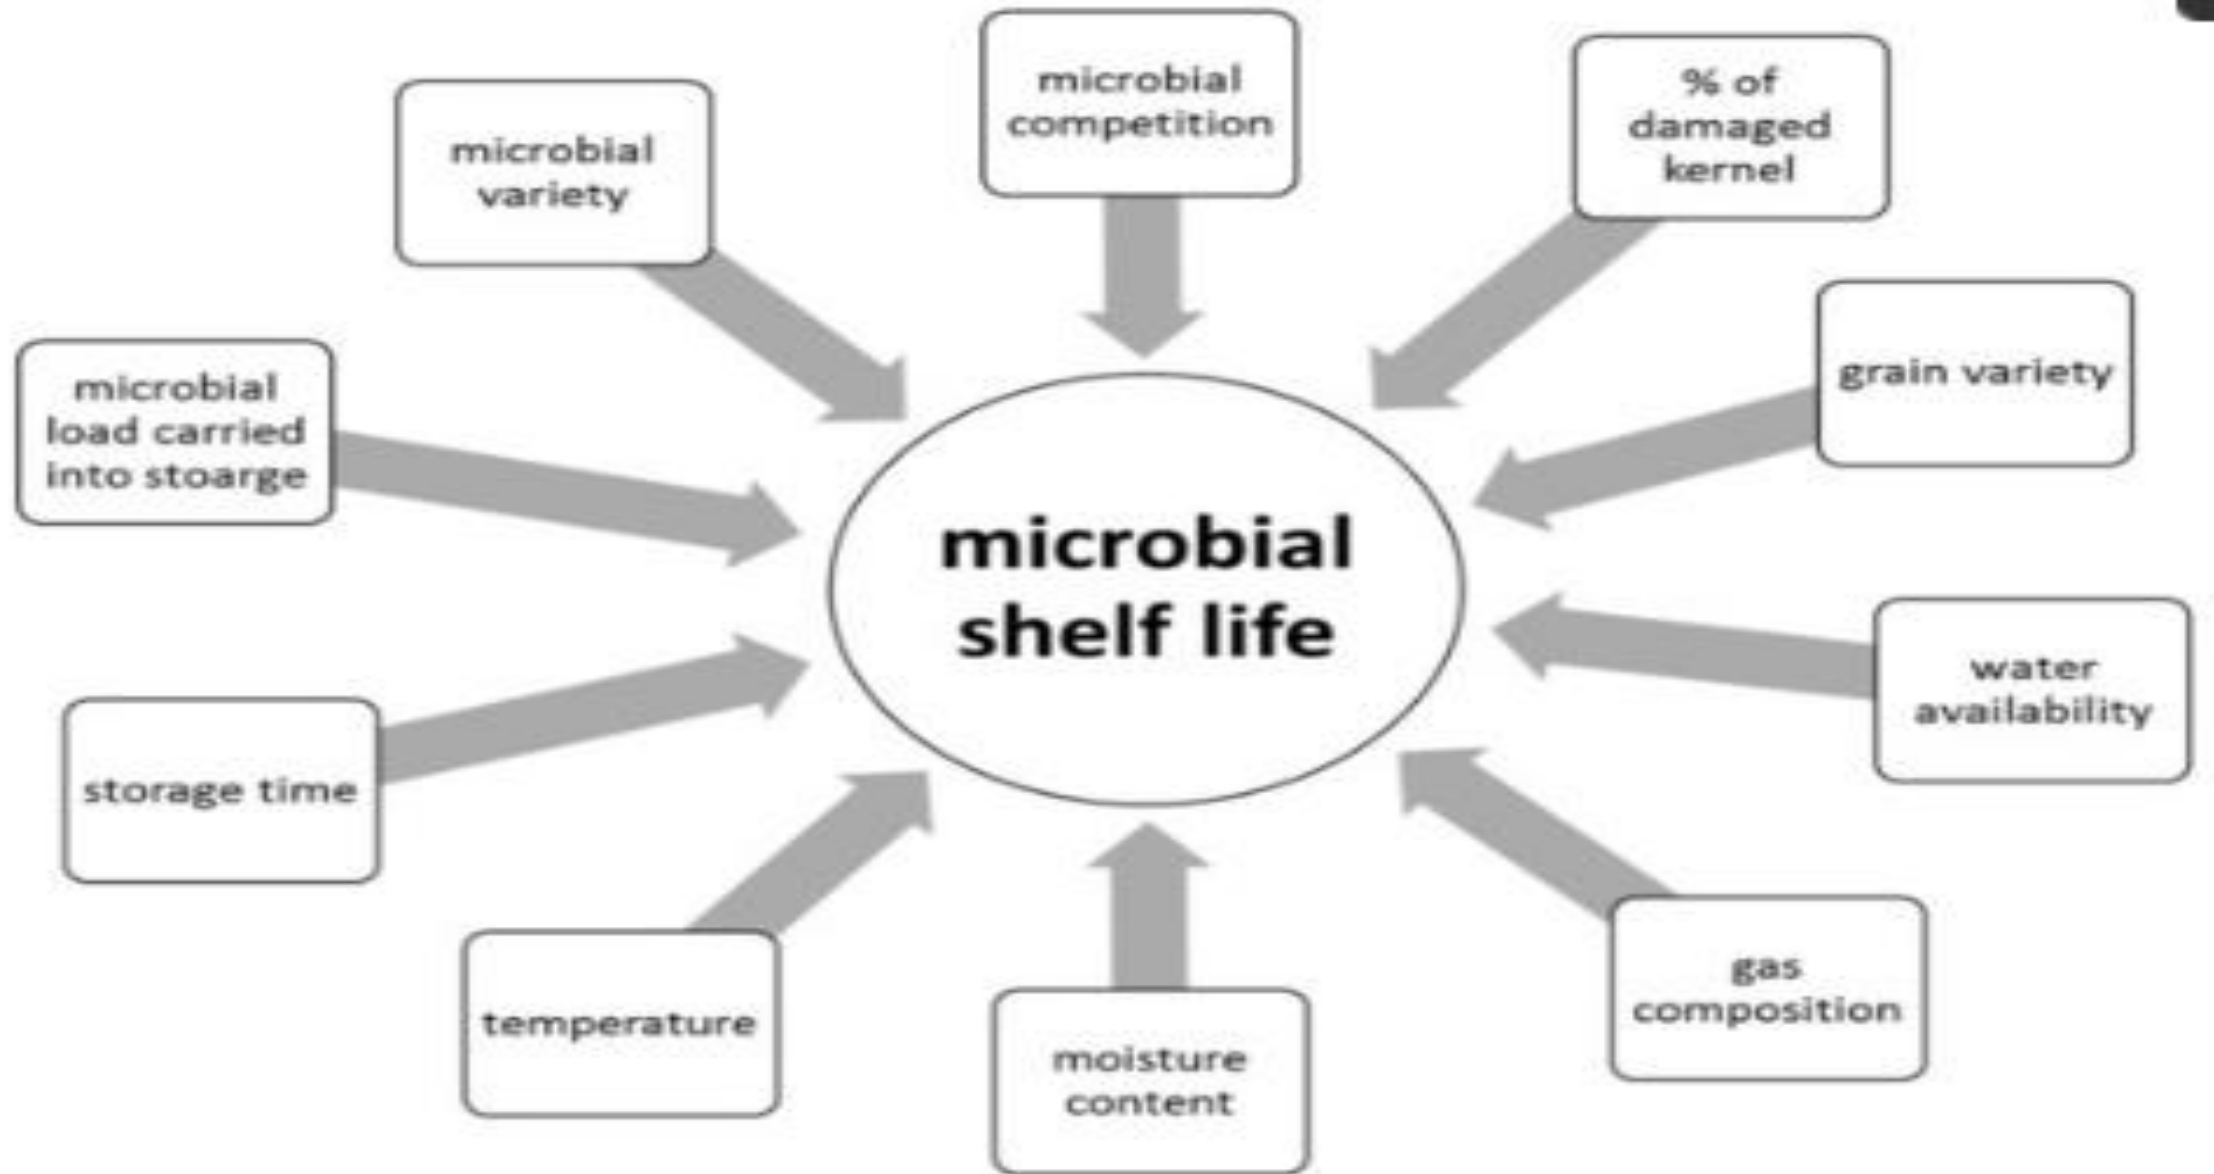 microbial
competition
% of
damaged
kernel
microbial
variety
grain variety
microbial
load carried
into stoarge
microbial
shelf life
water
availability
storage time
gas
composition
temperature
moisture
content